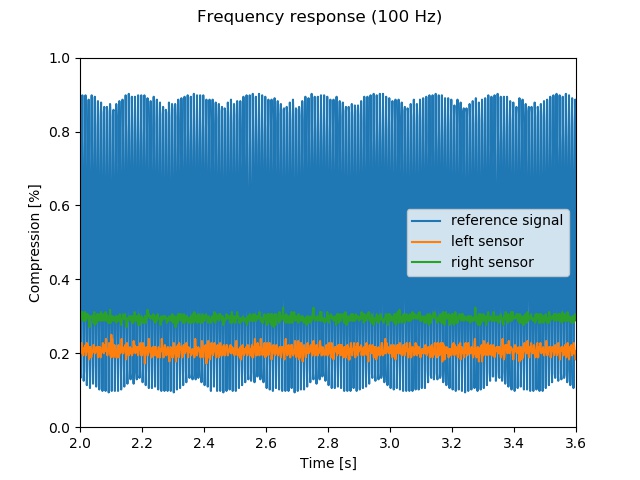 Frequency response (100 Hz)
1.0
0.8
0.6
0.4
0.2
0.0
Compression [%]
reference signal
left sensor
right sensor
2.0 2.2 2.4 2.6 2.8 3.0 3.2 3.4 3.6
Time [s]